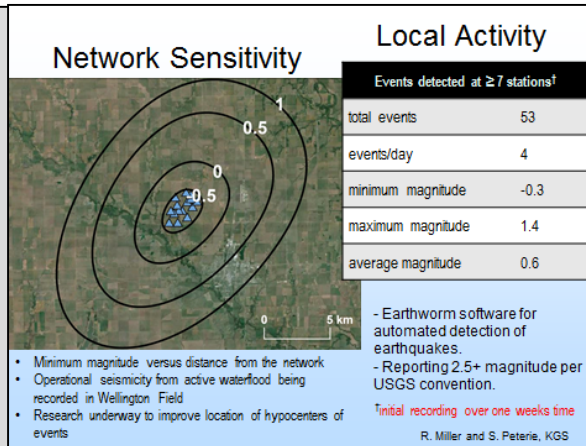 Network Sensitivity
1
0.5
0
-0.5
0 5 km
• Minimum magnitude versus distance from the network
• Operational seismicity from active waterflood being
recorded in Wellington Field
• Research underway to improve location of hypocenters of
events
Local Activity
Events detected at ≥ 7 stations†
total events 53
events/day 4
minimum magnitude -0.3
maximum magnitude 1.4
average magnitude 0.6
- Earthworm software for
automated detection of
earthquakes.
- Reporting 2.5+ magnitude per
USGS convention.
†initial recording over one weeks time
R. Miller and S. Peterie, KGS